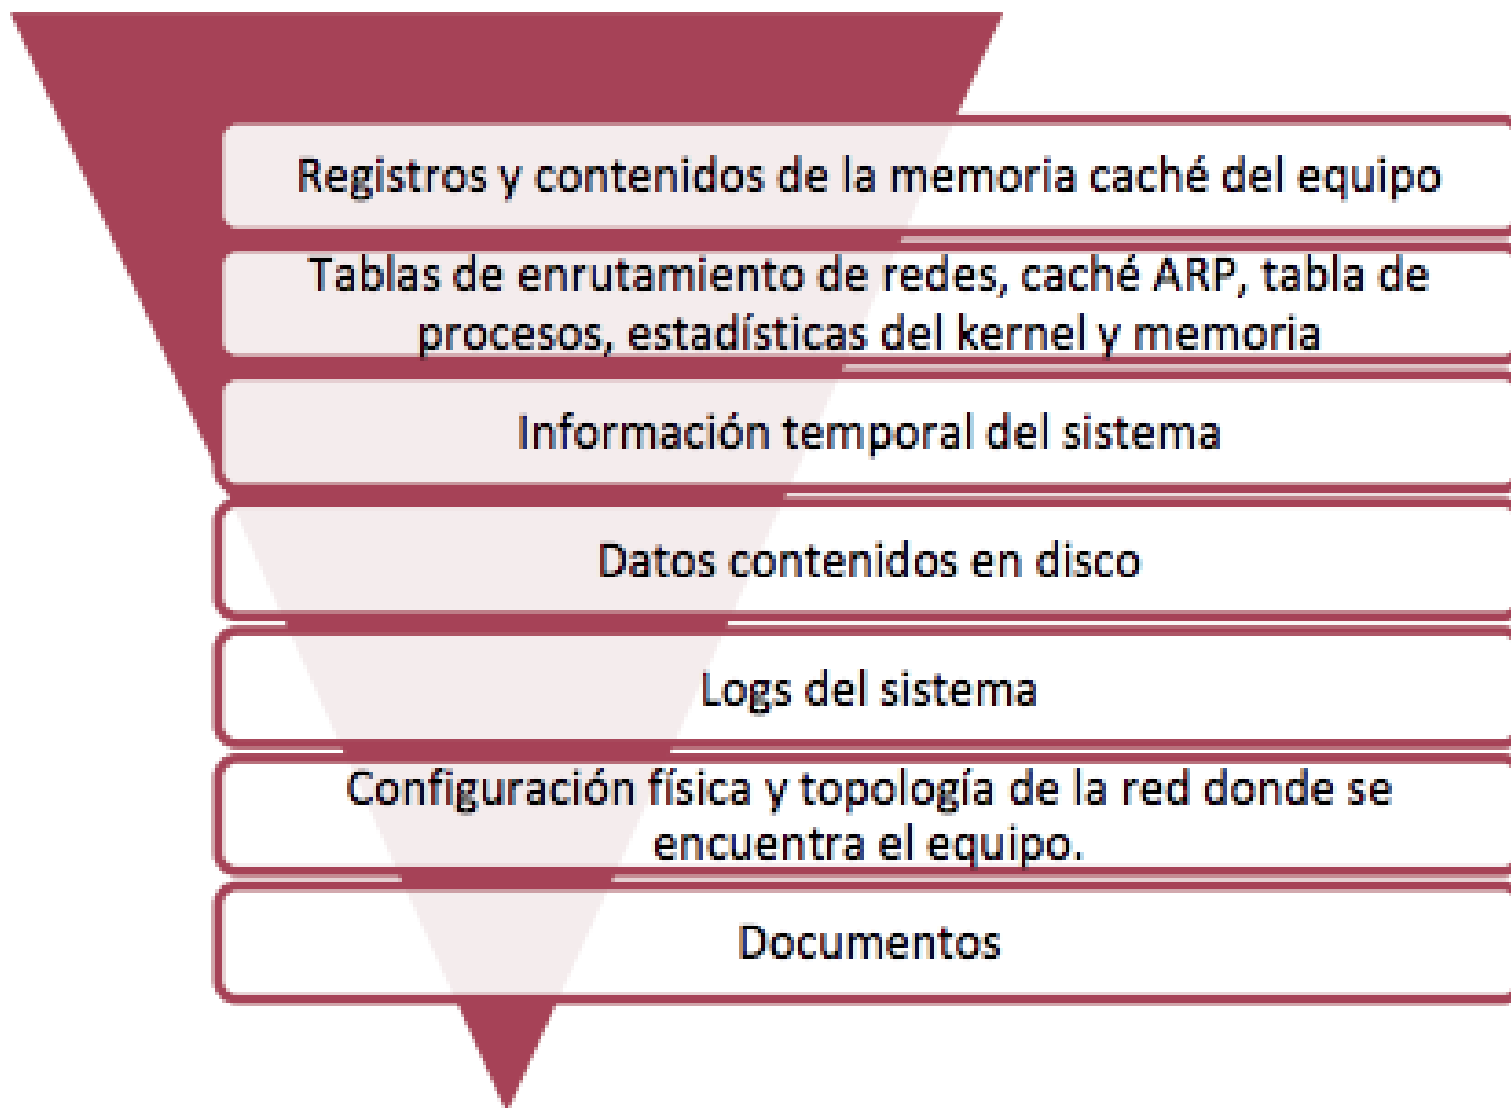 Registros y contenidos de la memoria caché del equipo
Tablas de enrutamiento de redes, caché ARP, tabla de
procesos, estadísticas del kernel y memoria
Información temporal del sistema
Datos contenidos en disco
Logs del sistema
Configuración física y topología de la red donde se
encuentra el equipo.
Documentos